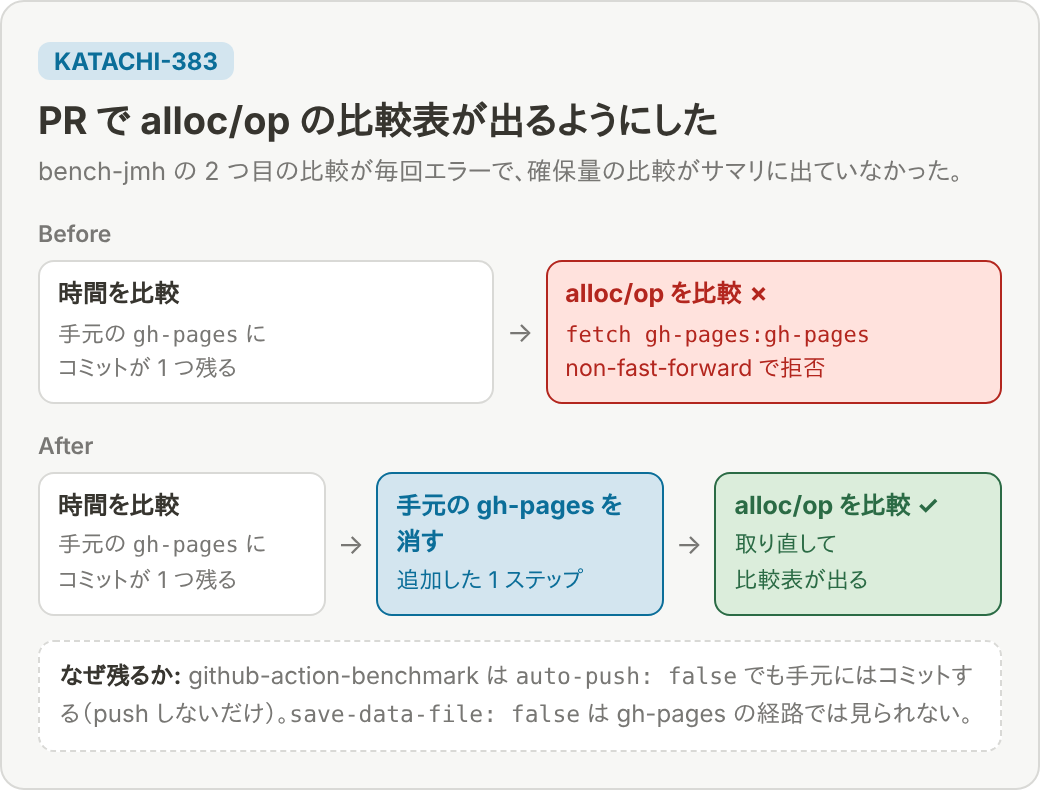 KATACHI-383
PR で alloc/op の比較表が出るようにした
bench-jmh の 2 つ目の比較が毎回エラーで、確保量の比較がサマリに出ていなかった。
Before
時間を比較
手元の gh-pages に
コミットが 1 つ残る
→
alloc/op を比較 ×
fetch gh-pages:gh-pages
non-fast-forward で拒否
After
時間を比較
手元の gh-pages に
コミットが 1 つ残る
→
手元の gh-pages を
消す
追加した 1 ステップ
→
alloc/op を比較 ✓
取り直して
比較表が出る
なぜ残るか: github-action-benchmark は auto-push: false でも手元にはコミットす
る（push しないだけ）。save-data-file: false は gh-pages の経路では見られない。